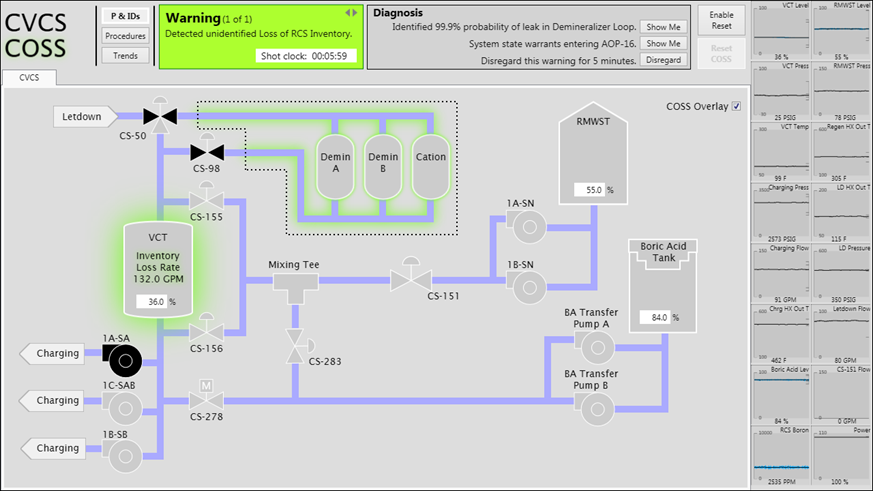 CVCS
COSS
P & IDs
Procedures
Trends
Warning (1 of 1)
Detected unidentified Loss of RCS Inventory.
Shot clock: 00:05:59
Diagnosis
Identified 99.9% probability of leak in Demineralizer Loop.
Show Me
System state warrants entering AOP-16.
Show Me
Disregard this warning for 5 minutes.
Disregard
Enable
Reset
Reset
COSS
CVCS
COSS Overlay
Letdown
CS-50
CS-98
Demin
A
Demin
B
Cation
RMWST
55.0 %
CS-155
1A-SN
VCT
Inventory
Loss Rate
132.0 GPM
36.0 %
Mixing Tee
CS-151
1B-SN
Boric Acid
Tank
84.0 %
CS-156
CS-283
BA Transfer
Pump A
BA Transfer
Pump B
1A-SA
Charging
1C-SAB
Charging
M
CS-278
1B-SB
Charging
VCT Level
100
0
36 %
RMWST Level
100
0
55 %
VCT Press
25 PSIG
RMWST Press
78 PSIG
VCT Temp
99 F
Regen HX Out T
305 F
Charging Press
2573 PSIG
LD HX Out T
115 F
Charging Flow
91 GPM
LD Pressure
350 PSIG
Chrg HX Out T
462 F
Letdown Flow
80 GPM
Boric Acid Lev
84 %
CS-151 Flow
0 GPM
RCS Boron
10000
2535 PPM
Power
100 %